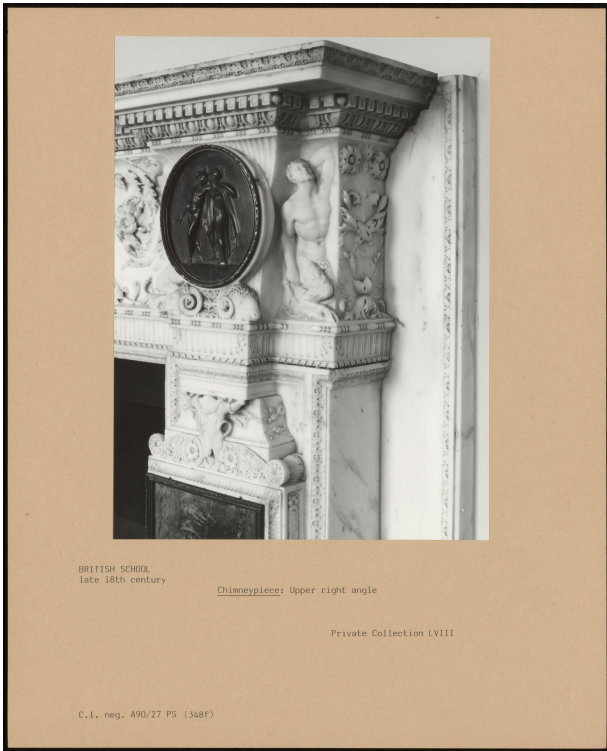 BRITISH SCHOOL
late 18th century
Chimneypiece: Upper right angle
Private Collection LVIII
C.I. neg. A90/27 P5 (348f)